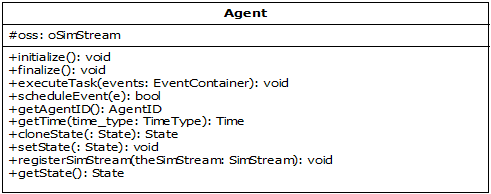 Agent
#oss: oSimStream
+initialize(): void
+finalize(): void
+executeTask(events: EventContainer): void
+scheduleEvent(e): bool
+getAgentID(): AgentID
+getTime(time_type: TimeType): Time
+cloneState(: State): State
+setState(: State): void
+registerSimStream(theSimStream: SimStream): void
+getState(): State